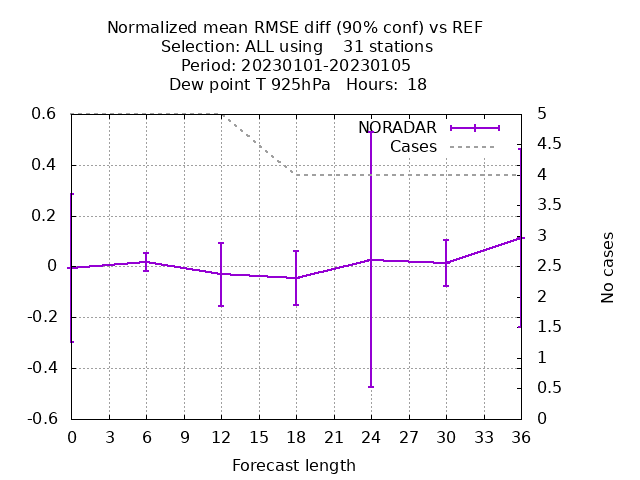 Normalized mean RMSE diff (90% conf) vs REF
Selection: ALL using    31 stations
Period: 20230101-20230105
Dew point T 925hPa   Hours:  18
NORADAR
Cases
0.6
0.4
0.2
0
-0.2
-0.4
-0.6
5
4.5
4
3.5
3
2.5
2
1.5
1
0.5
0
No cases
0 3 6 9 12 15 18 21 24 27 30 33 36
Forecast length